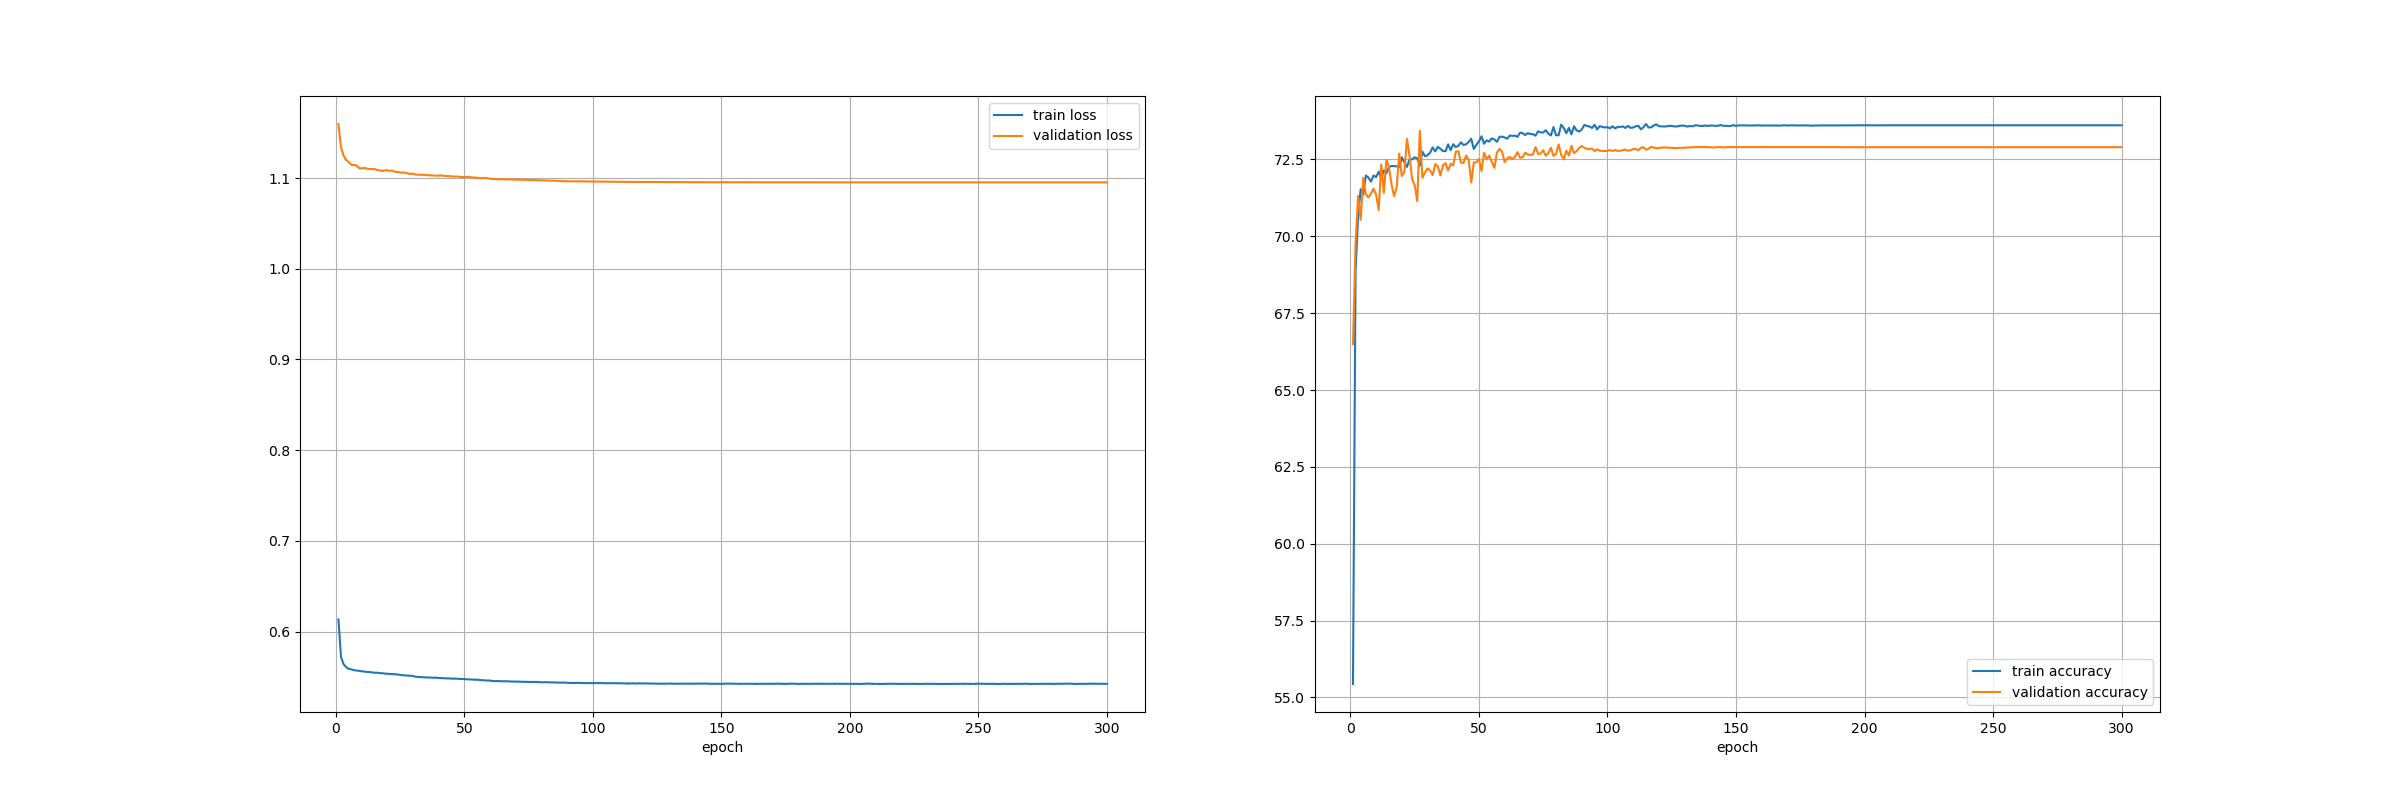 train loss
validation loss
1.1
1.0
0.9
0.8
0.7
0.6
0 50 100 150 200 250 300
epoch
72.5
70.0
67.5
65.0
62.5
60.0
57.5
55.0
train accuracy
validation accuracy
0 50 100 150 200 250 300
epoch